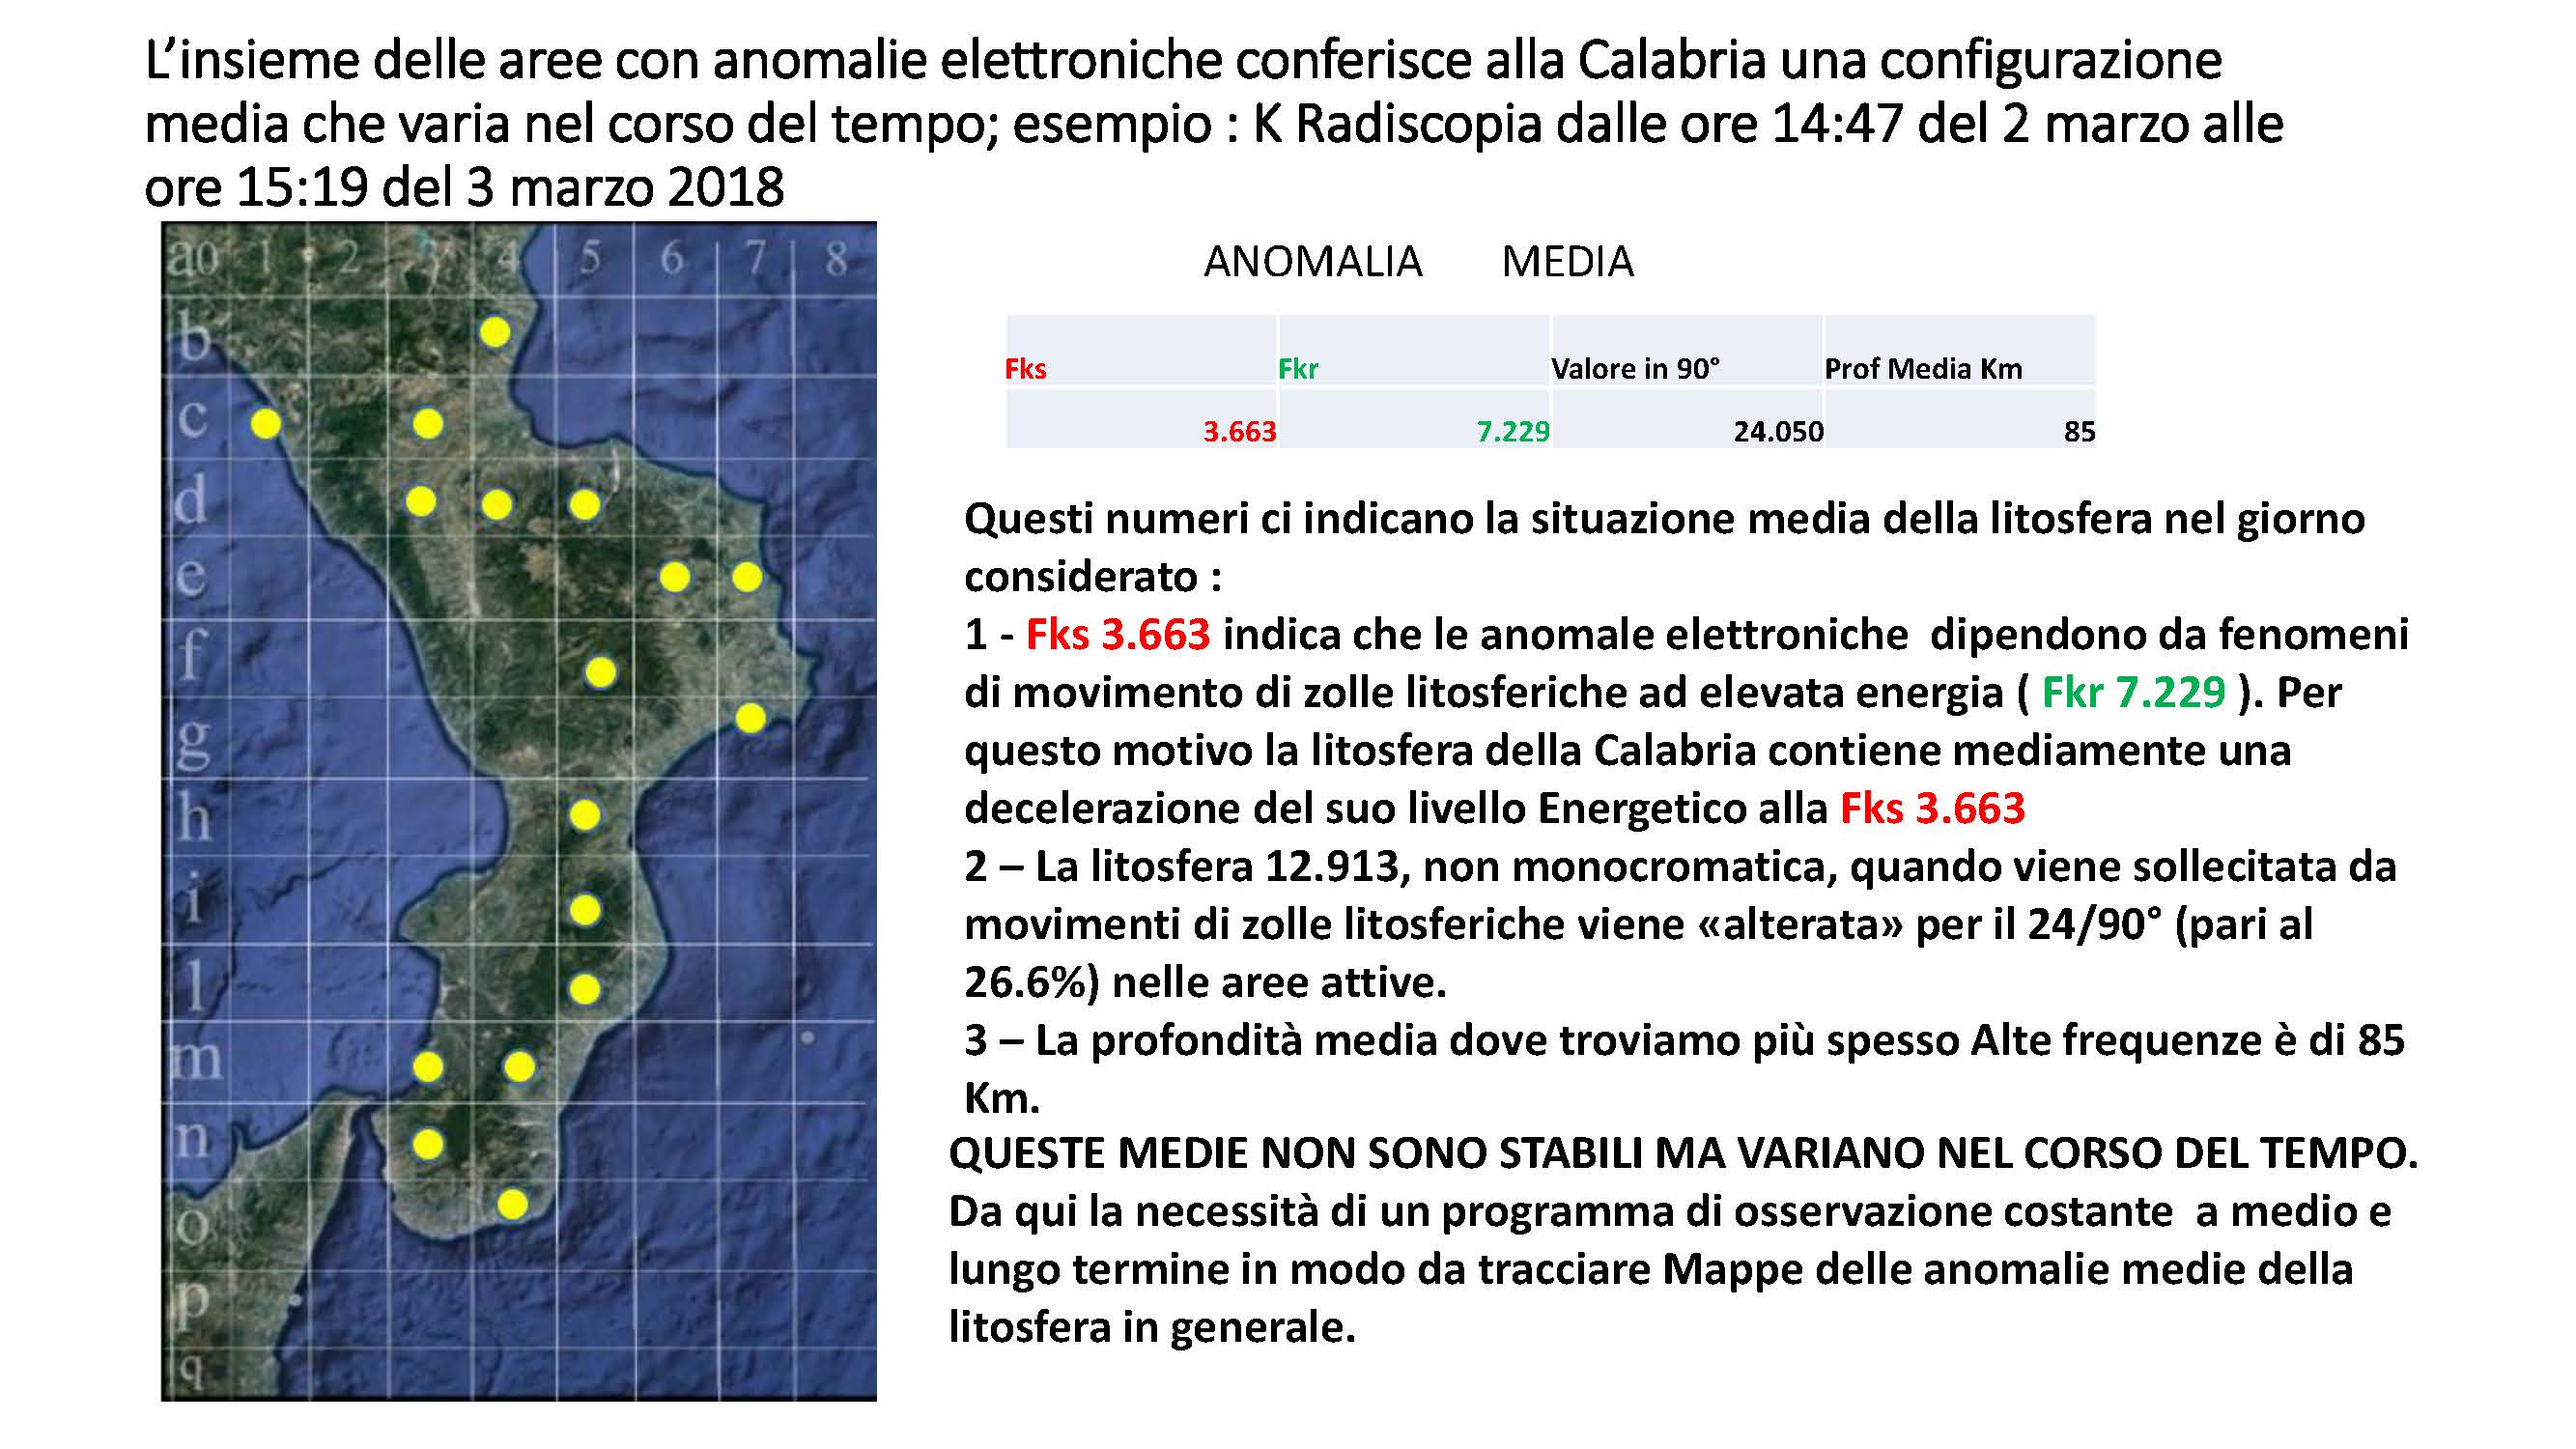 L’insieme delle aree con anomalie elettroniche conferisce alla Calabria una configurazione
media che varia nel corso del tempo; esempio : K Radiscopia dalle ore 14:47 del 2 marzo alle
ore 15:19 del 3 marzo 2018
a0 1 2 3 4 5 6 7 8
b
c
d
e
f
g
h
i
l
m
n
o
p
q
ANOMALIA MEDIA
Fks Fkr Valore in 90° Prof Media Km
3.663 7.229 24.050 85
Questi numeri ci indicano la situazione media della litosfera nel giorno
considerato :
1 - Fks 3.663 indica che le anomale elettroniche dipendono da fenomeni
di movimento di zolle litosferiche ad elevata energia ( Fkr 7.229 ). Per
questo motivo la litosfera della Calabria contiene mediamente una
decelerazione del suo livello Energetico alla Fks 3.663
2 – La litosfera 12.913, non monocromatica, quando viene sollecitata da
movimenti di zolle litosferiche viene «alterata» per il 24/90° (pari al
26.6%) nelle aree attive.
3 – La profondità media dove troviamo più spesso Alte frequenze è di 85
Km.
QUESTE MEDIE NON SONO STABILI MA VARIANO NEL CORSO DEL TEMPO.
Da qui la necessità di un programma di osservazione costante a medio e
lungo termine in modo da tracciare Mappe delle anomalie medie della
litosfera in generale.